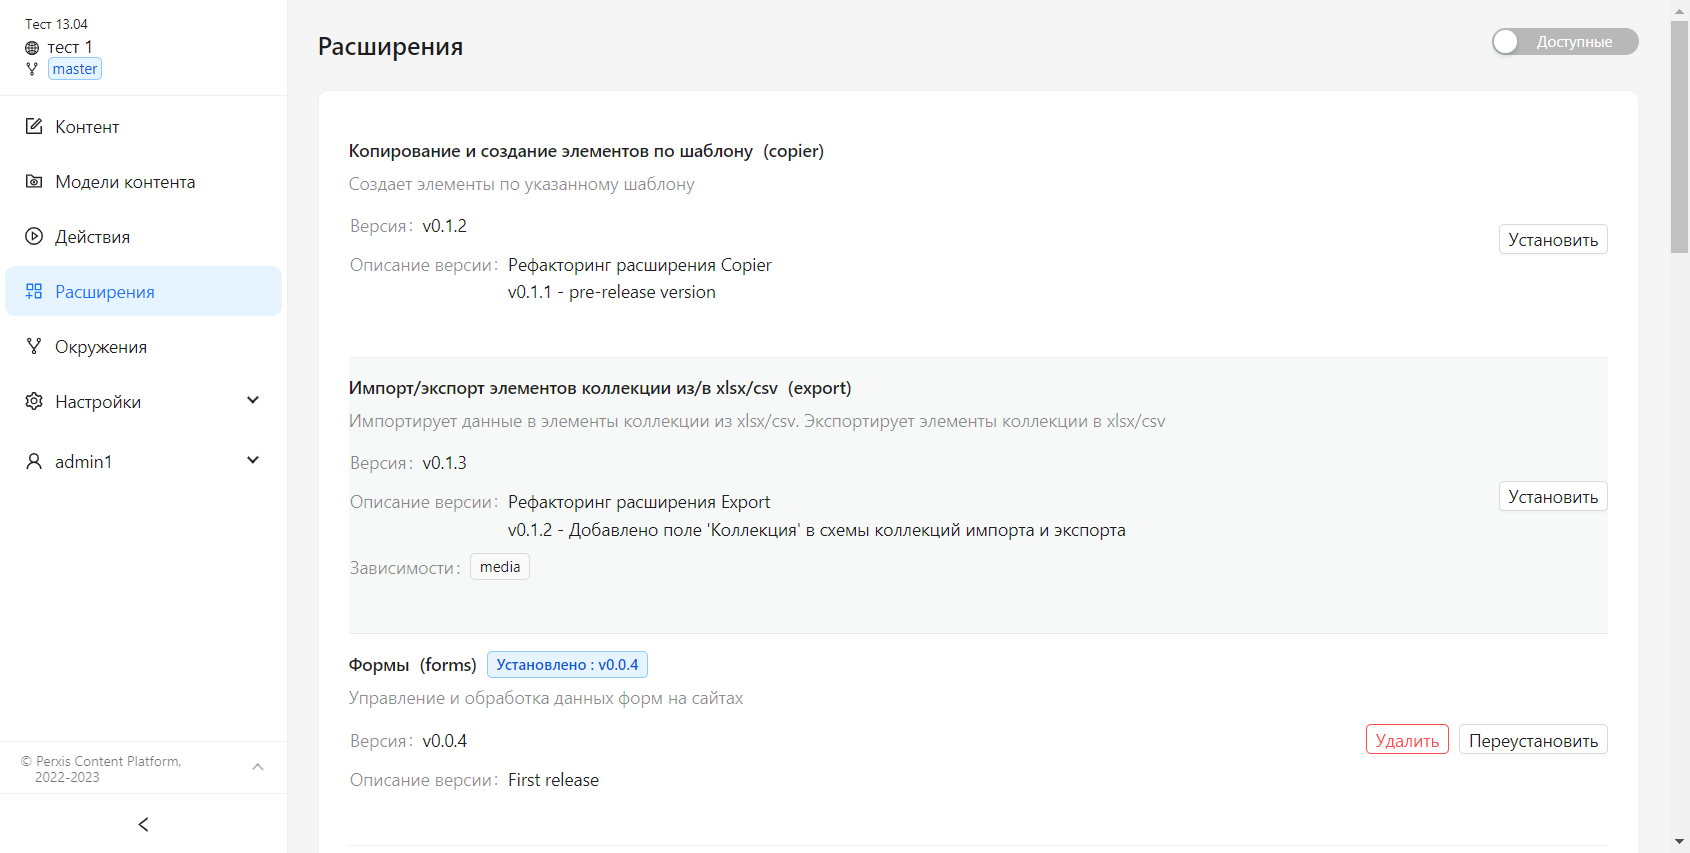 Тест 13.04
тест 1
master
Контент
Модели контента
Действия
Расширения
Окружения
Настройки
admin1
© Perxis Content Platform,
2022-2023
Расширения
Доступные
Копирование и создание элементов по шаблону (copier)
Создает элементы по указанному шаблону
Версия: v0.1.2
Установить
Описание версии: Рефакторинг расширения Copier
v0.1.1 - pre-release version
Импорт/экспорт элементов коллекции из/в xlsx/csv (export)
Импортирует данные в элементы коллекции из xlsx/csv. Экспортирует элементы коллекции в xlsx/csv
Версия: v0.1.3
Установить
Описание версии: Рефакторинг расширения Export
v0.1.2 - Добавлено поле 'Коллекция' в схемы коллекций импорта и экспорта
Зависимости: media
Формы (forms) Установлено : v0.0.4
Управление и обработка данных форм на сайтах
Версия: v0.0.4
Удалить Переустановить
Описание версии: First release